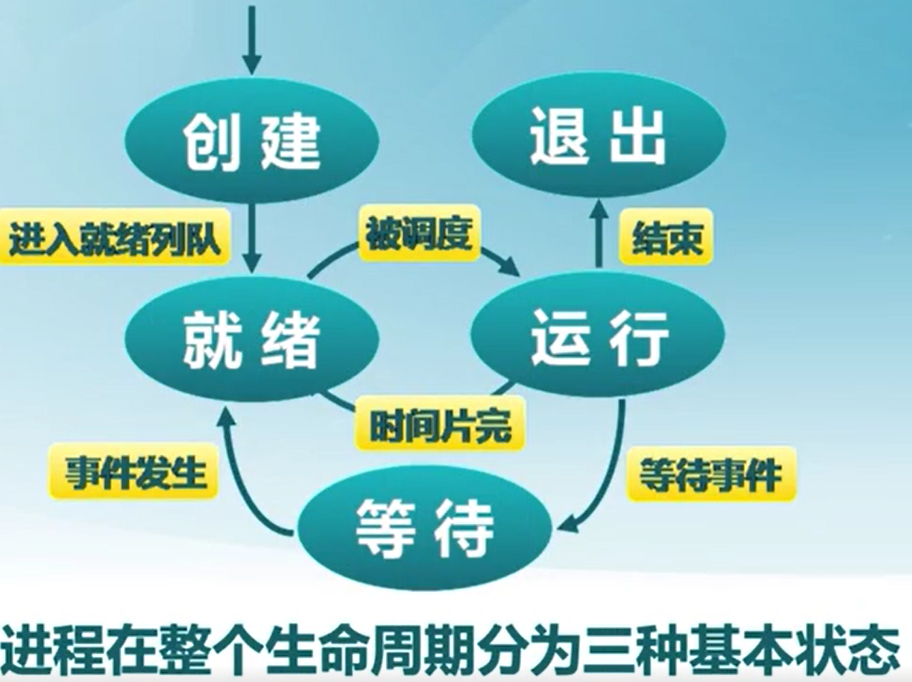 创建
退出
进入就绪列队
被调度
结束
就绪
运行
时间片完
事件发生
等待事件
等待
进程在整个生命周期分为三种基本状态